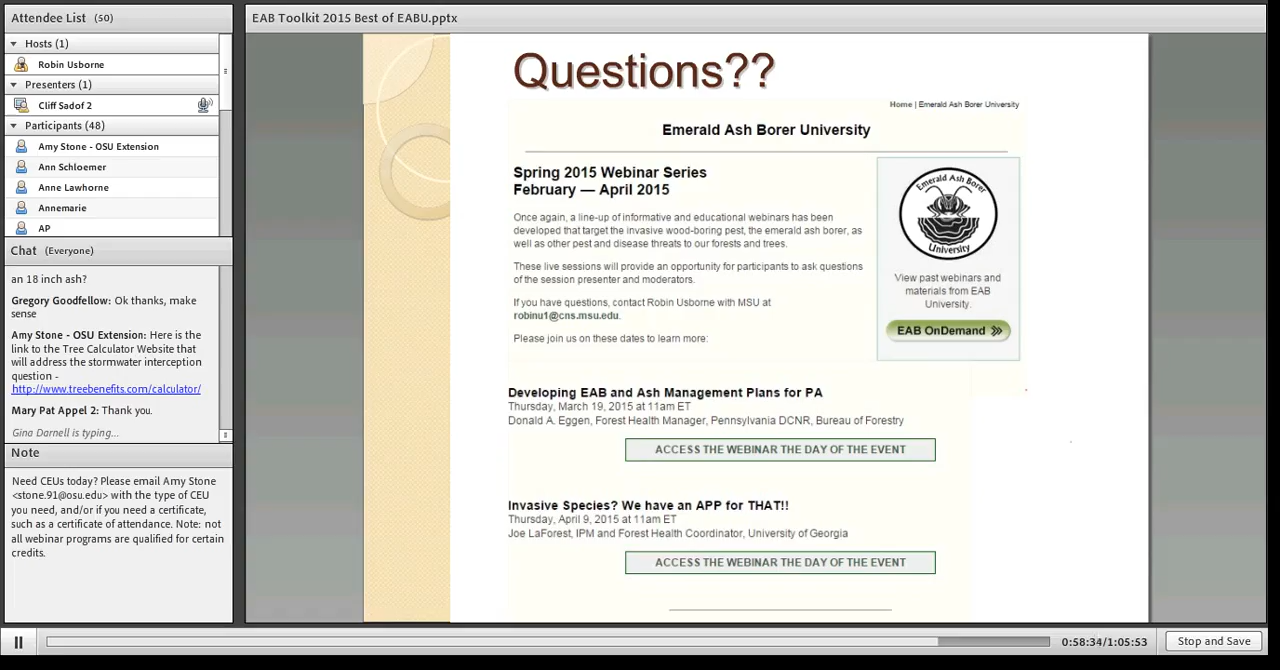 Attendee List (50)
Hosts (1)
Robin Usborne
Presenters (1)
Cliff Sadof 2
Participants (48)
Amy Stone - OSU Extension
Ann Schloemer
Anne Lawhorne
Annemarie
AP
Chat (Everyone)
an 18 inch ash?
Gregory Goodfellow: Ok thanks, make
sense
Amy Stone - OSU Extension: Here is the
link to the Tree Calculator Website that
will address the stormwater interception
question -
http://www.treebenefits.com/calculator/
Mary Pat Appel 2: Thank you.
Gina Darnell is typing...
Note
Need CEUs today? Please email Amy Stone
<stone.91@osu.edu> with the type of CEU
you need, and/or if you need a certificate,
such as a certificate of attendance. Note: not
all webinar programs are qualified for certain
credits.
EAB Toolkit 2015 Best of EABU.pptx
Questions??
Home | Emerald Ash Borer University
Emerald Ash Borer University
Spring 2015 Webinar Series
February — April 2015
Once again, a line-up of informative and educational webinars has been
developed that target the invasive wood-boring pest, the emerald ash borer, as
well as other pest and disease threats to our forests and trees.
These live sessions will provide an opportunity for participants to ask questions
of the session presenter and moderators.
If you have questions, contact Robin Usborne with MSU at
robinu1@cns.msu.edu.
Please join us on these dates to learn more:
Emerald Ash Borer
University
View past webinars and
materials from EAB
University.
EAB OnDemand
Developing EAB and Ash Management Plans for PA
Thursday, March 19, 2015 at 11am ET
Donald A. Eggen, Forest Health Manager, Pennsylvania DCNR, Bureau of Forestry
ACCESS THE WEBINAR THE DAY OF THE EVENT
Invasive Species? We have an APP for THAT!!
Thursday, April 9, 2015 at 11am ET
Joe LaForest, IPM and Forest Health Coordinator, University of Georgia
ACCESS THE WEBINAR THE DAY OF THE EVENT
0:58:34/1:05:53
Stop and Save